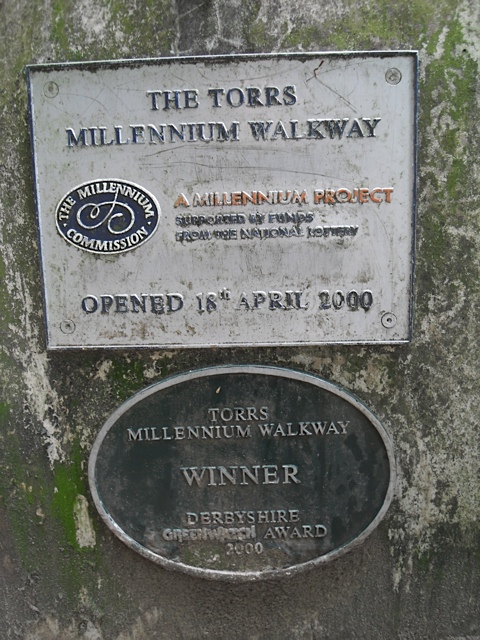 THE TORRS
MILLENNIUM WALKWAY
THE MILLENNIUM COMMISSION
A MILLENNIUM PROJECT
SUPPORTED BY FUNDS
FROM THE NATIONAL LOTTERY
OPENED 18th APRIL 2000
TORRS
MILLENNIUM WALKWAY
WINNER
DERBYSHIRE
GREENWATCH AWARD
2000